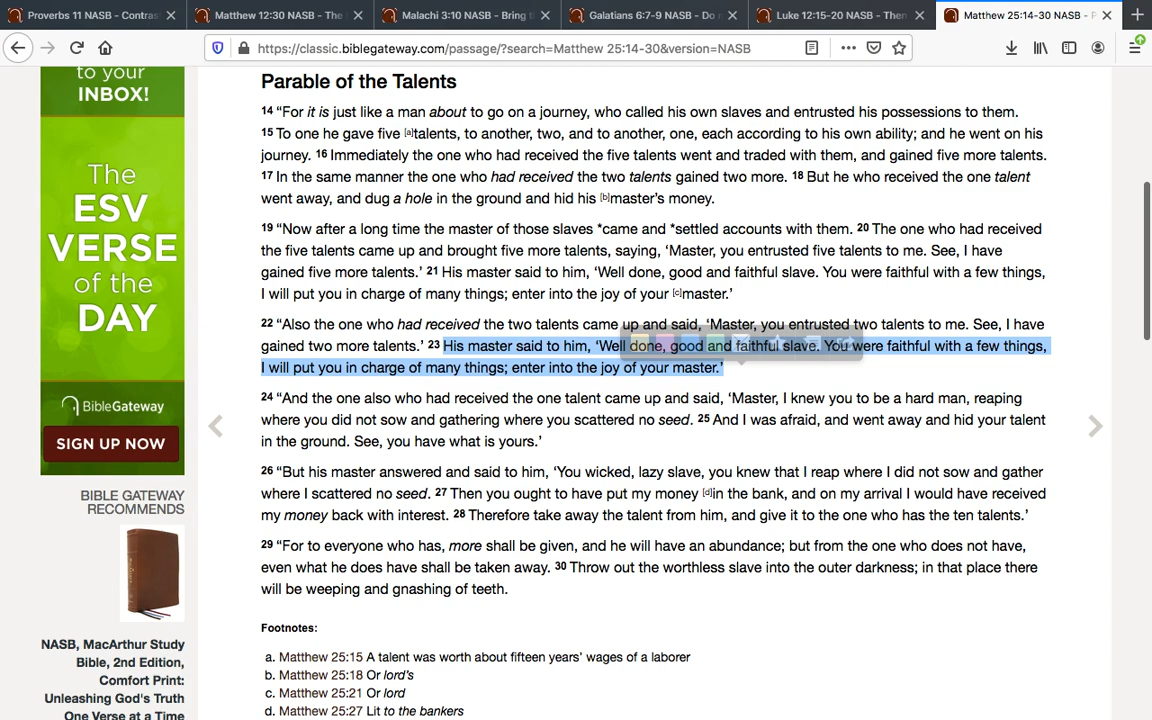 Proverbs 11 NASB - Contras
Matthew 12:30 NASB - The
Malachi 3:10 NASB - Bring t
Galatians 6:7-9 NASB - Do n
Luke 12:15-20 NASB - Then
Matthew 25:14-30 NASB - P
https://classic.biblegateway.com/passage/?search=Matthew 25:14-30&version=NASB
to your
INBOX!
The
ESV
VERSE
of the
DAY
BibleGateway
SIGN UP NOW
BIBLE GATEWAY
RECOMMENDS
NASB, MacArthur Study
Bible, 2nd Edition,
Comfort Print:
Unleashing God's Truth
One Verse at a Time
Parable of the Talents
14 “For it is just like a man about to go on a journey, who called his own slaves and entrusted his possessions to them.
15 To one he gave five [a]talents, to another, two, and to another, one, each according to his own ability; and he went on his
journey. 16 Immediately the one who had received the five talents went and traded with them, and gained five more talents.
17 In the same manner the one who had received the two talents gained two more. 18 But he who received the one talent
went away, and dug a hole in the ground and hid his [b]master’s money.
19 “Now after a long time the master of those slaves *came and *settled accounts with them. 20 The one who had received
the five talents came up and brought five more talents, saying, ‘Master, you entrusted five talents to me. See, I have
gained five more talents.’ 21 His master said to him, ‘Well done, good and faithful slave. You were faithful with a few things,
I will put you in charge of many things; enter into the joy of your [c]master.’
22 “Also the one who had received the two talents came up and said, ‘Master, you entrusted two talents to me. See, I have
gained two more talents.’ 23 His master said to him, ‘Well done, good and faithful slave. You were faithful with a few things,
I will put you in charge of many things; enter into the joy of your master.’
24 “And the one also who had received the one talent came up and said, ‘Master, I knew you to be a hard man, reaping
where you did not sow and gathering where you scattered no seed. 25 And I was afraid, and went away and hid your talent
in the ground. See, you have what is yours.’
26 “But his master answered and said to him, ‘You wicked, lazy slave, you knew that I reap where I did not sow and gather
where I scattered no seed. 27 Then you ought to have put my money [d]in the bank, and on my arrival I would have received
my money back with interest. 28 Therefore take away the talent from him, and give it to the one who has the ten talents.’
29 “For to everyone who has, more shall be given, and he will have an abundance; but from the one who does not have,
even what he does have shall be taken away. 30 Throw out the worthless slave into the outer darkness; in that place there
will be weeping and gnashing of teeth.
Footnotes:
a. Matthew 25:15 A talent was worth about fifteen years’ wages of a laborer
b. Matthew 25:18 Or lord’s
c. Matthew 25:21 Or lord
d. Matthew 25:27 Lit to the bankers